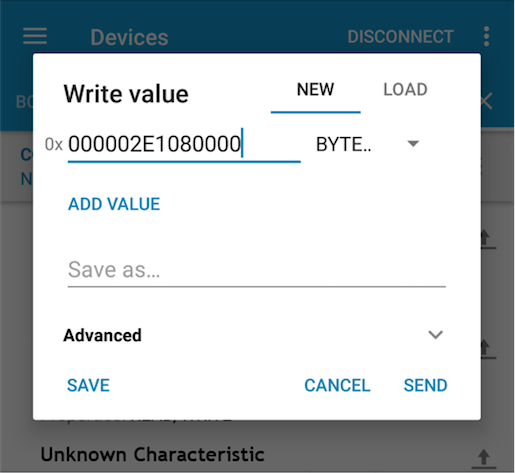 Devices DISCONNECT
Write value NEW LOAD
0x 000002E1080000 BYTE..
ADD VALUE
Save as...
Advanced
SAVE CANCEL SEND
Unknown Characteristic